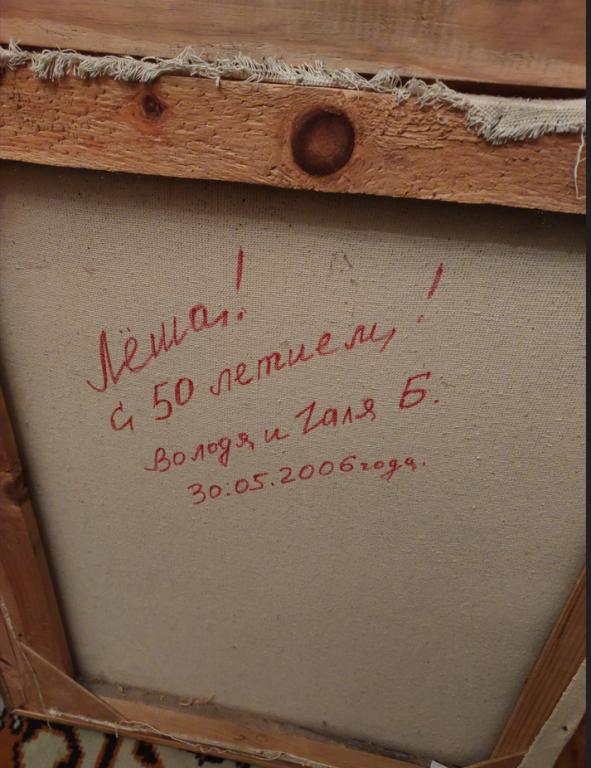 Лёша!
С 50 летием!
Володя и Галя Б.
30.05.2006 года.